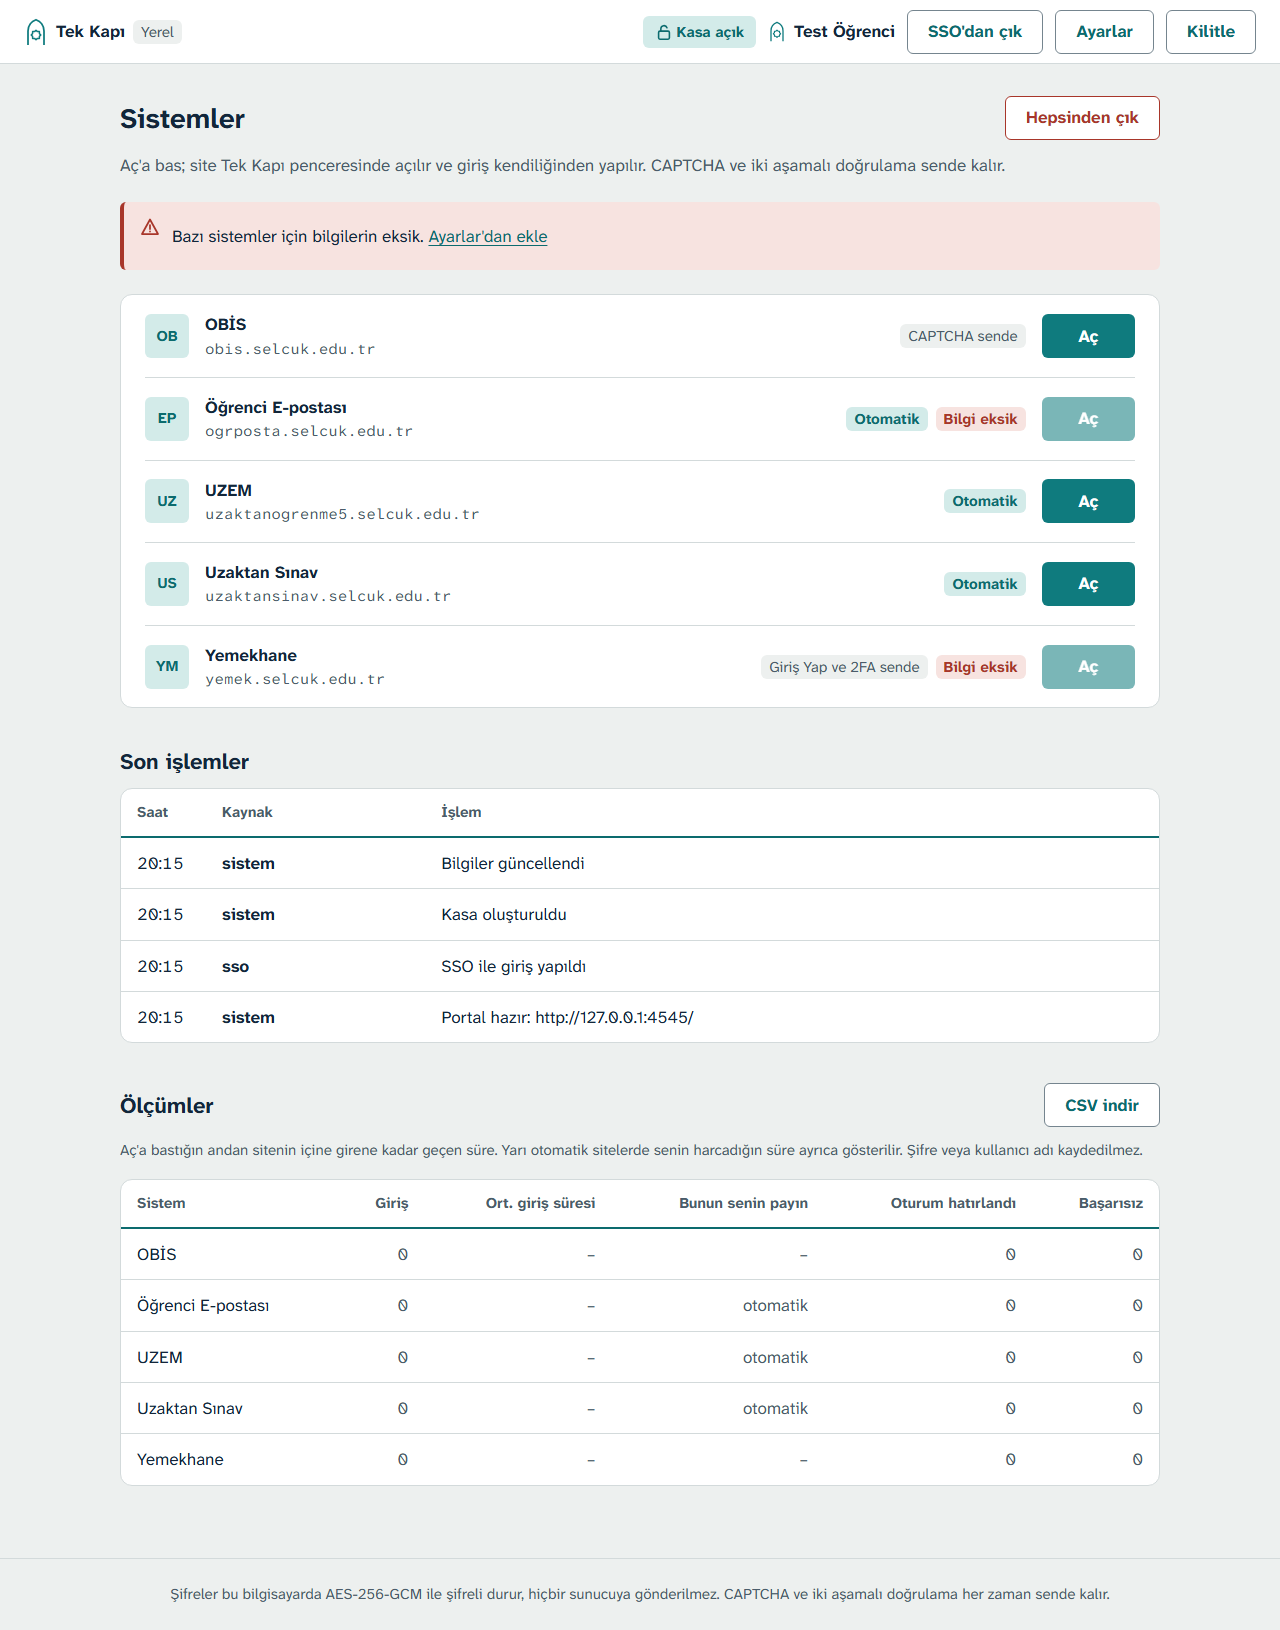 Tek Kapı Yerel
Kasa açık Test Öğrenci SSO'dan çık Ayarlar Kilitle
Sistemler Hepsinden çık
Aç'a bas; site Tek Kapı penceresinde açılır ve giriş kendiliğinden yapılır. CAPTCHA ve iki aşamalı doğrulama sende kalır.
Bazı sistemler için bilgilerin eksik. Ayarlar'dan ekle
OB OBİS CAPTCHA sende Aç
obis.selcuk.edu.tr
EP Öğrenci E-postası Otomatik Bilgi eksik Aç
ogrposta.selcuk.edu.tr
UZ UZEM Otomatik Aç
uzaktanogrenme5.selcuk.edu.tr
US Uzaktan Sınav Otomatik Aç
uzaktansinav.selcuk.edu.tr
YM Yemekhane Giriş Yap ve 2FA sende Bilgi eksik Aç
yemek.selcuk.edu.tr
Son işlemler
Saat Kaynak İşlem
20:15 sistem Bilgiler güncellendi
20:15 sistem Kasa oluşturuldu
20:15 sso SSO ile giriş yapıldı
20:15 sistem Portal hazır: http://127.0.0.1:4545/
Ölçümler CSV indir
Aç'a bastığın andan sitenin içine girene kadar geçen süre. Yarı otomatik sitelerde senin harcadığın süre ayrıca gösterilir. Şifre veya kullanıcı adı kaydedilmez.
Sistem Giriş Ort. giriş süresi Bunun senin payın Oturum hatırlandı Başarısız
OBİS 0 – – 0 0
Öğrenci E-postası 0 – otomatik 0 0
UZEM 0 – otomatik 0 0
Uzaktan Sınav 0 – otomatik 0 0
Yemekhane 0 – – 0 0
Şifreler bu bilgisayarda AES-256-GCM ile şifreli durur, hiçbir sunucuya gönderilmez. CAPTCHA ve iki aşamalı doğrulama her zaman sende kalır.